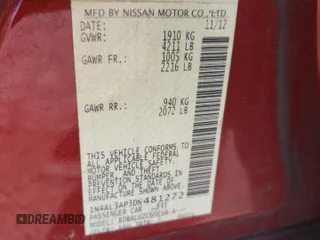 MFD BY NISSAN MOTOR CO.,LTD.
DATE: 11/12
GVWR: 1910 KG
4211 LB
GAWR FR.: 1005 KG
2216 LB
GAWR RR: 940 KG
2072 LB
THIS VEHICLE CONFORMS TO
ALL APPLICABLE FEDERAL
MOTOR VEHICLE SAFETY,
BUMPER, AND THEFT
PREVENTION STANDARDS
IN EFFECT ON THE DATE OF
MANUFACTURE SHOWN ABOVE.
1N4AL3AP3DN481272
PASSENGER CAR
MODEL